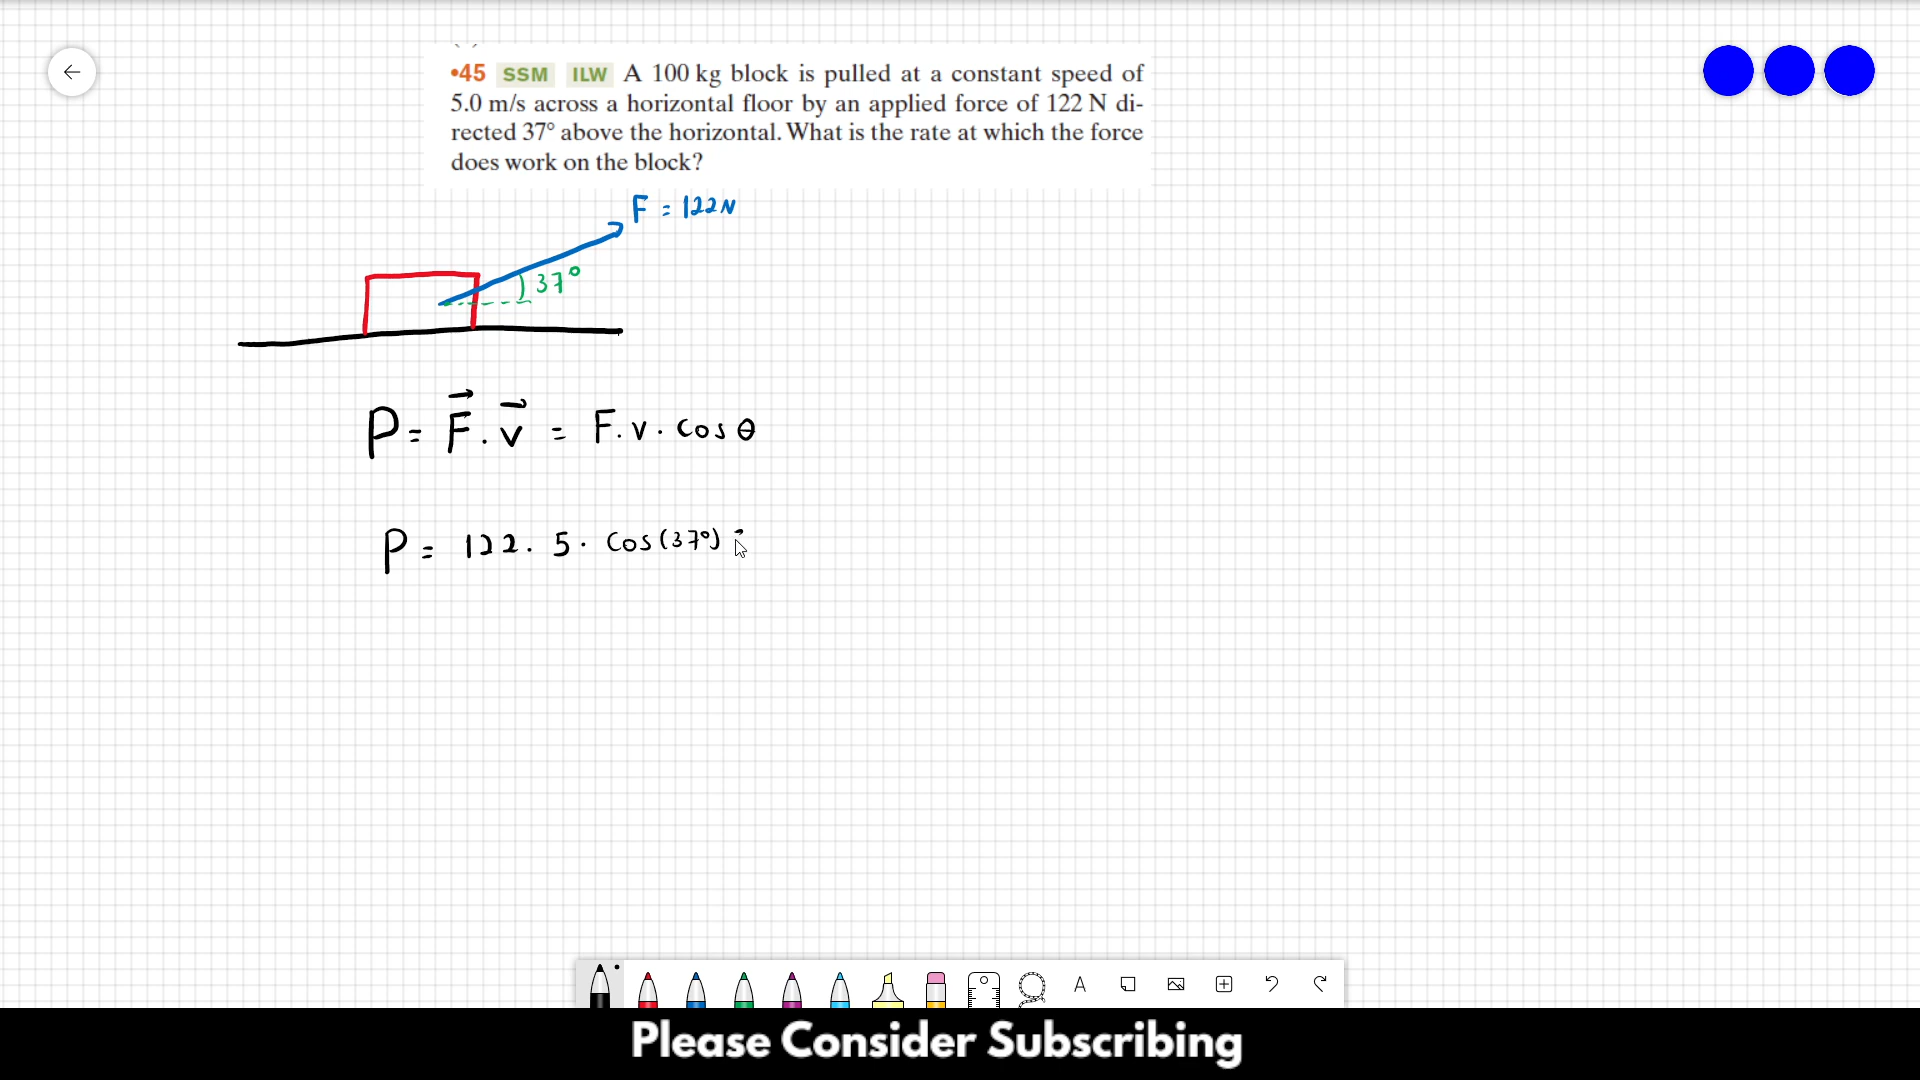 •45 SSM ILW A 100 kg block is pulled at a constant speed of
5.0 m/s across a horizontal floor by an applied force of 122 N di-
rected 37° above the horizontal. What is the rate at which the force
does work on the block?
F = 122N
37°
P = F⃗ . v⃗ = F. v . cos θ
P = 122 . 5 . cos(37°) =
A
Please Consider Subscribing